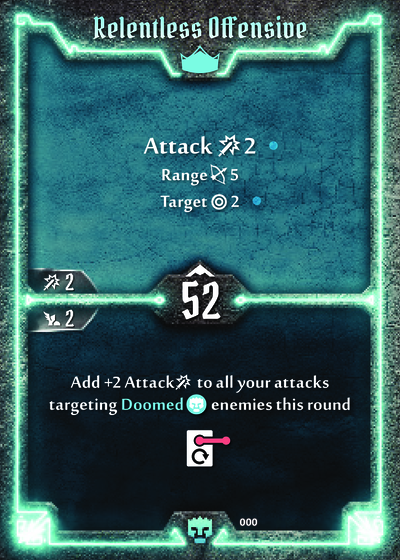 Relentless Offensive
Attack 2
Range 5
Target 2
2
52
2
Add +2 Attack to all your attacks
targeting Doomed enemies this round
000